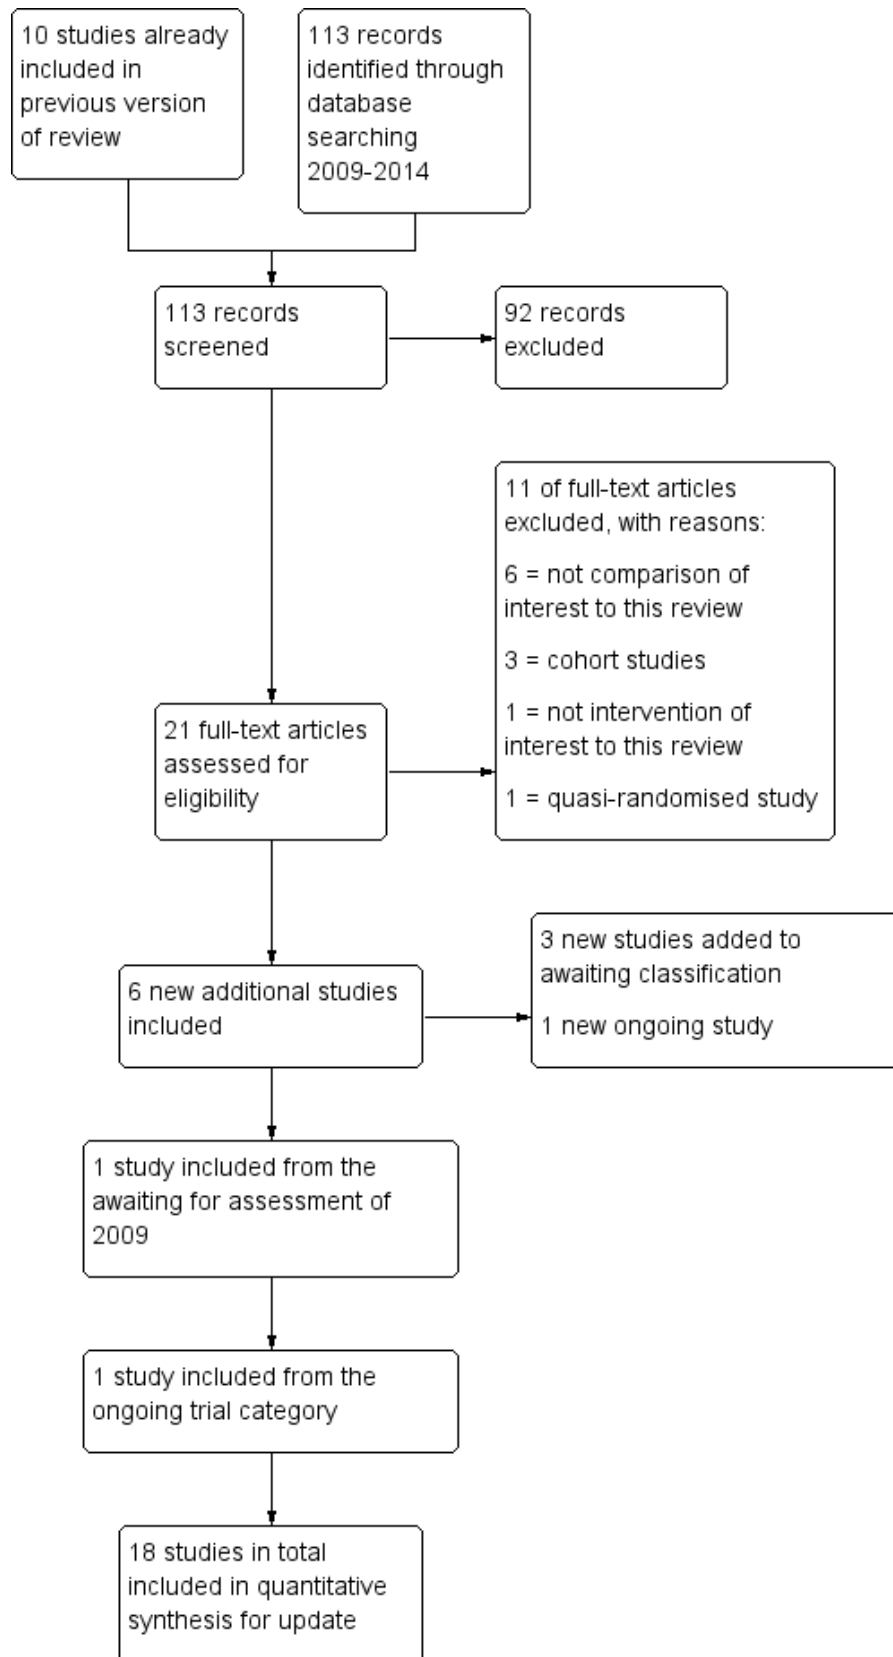 10 studies already
included in
previous version
of review
113 records
identified through
database
searching
2009-2014
113 records
screened
92 records
excluded
11 of full-text articles
excluded, with reasons:
6 = not comparison of
interest to this review
3 = cohort studies
1 = not intervention of
interest to this review
1 = quasi-randomised study
21 full-text articles
assessed for
eligibility
6 new additional studies
included
3 new studies added to
awaiting classification
1 new ongoing study
1 study included from the
awaiting for assessment of
2009
1 study included from the
ongoing trial category
18 studies in total
included in quantitative
synthesis for update